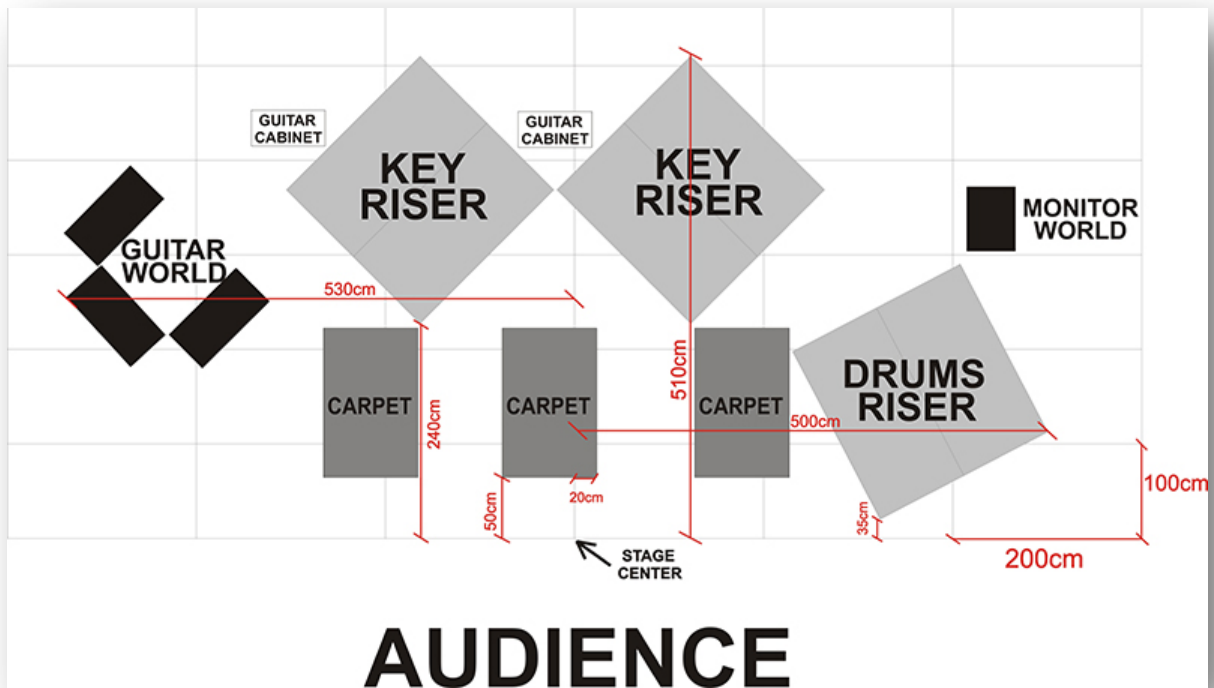 GUITAR
CABINET
GUITAR
CABINET
KEY
RISER
KEY
RISER
MONITOR
WORLD
GUITAR
WORLD
530cm
510cm
DRUMS
RISER
CARPET
CARPET
CARPET
240cm
500cm
100cm
50cm
20cm
35cm
STAGE
CENTER
200cm
AUDIENCE